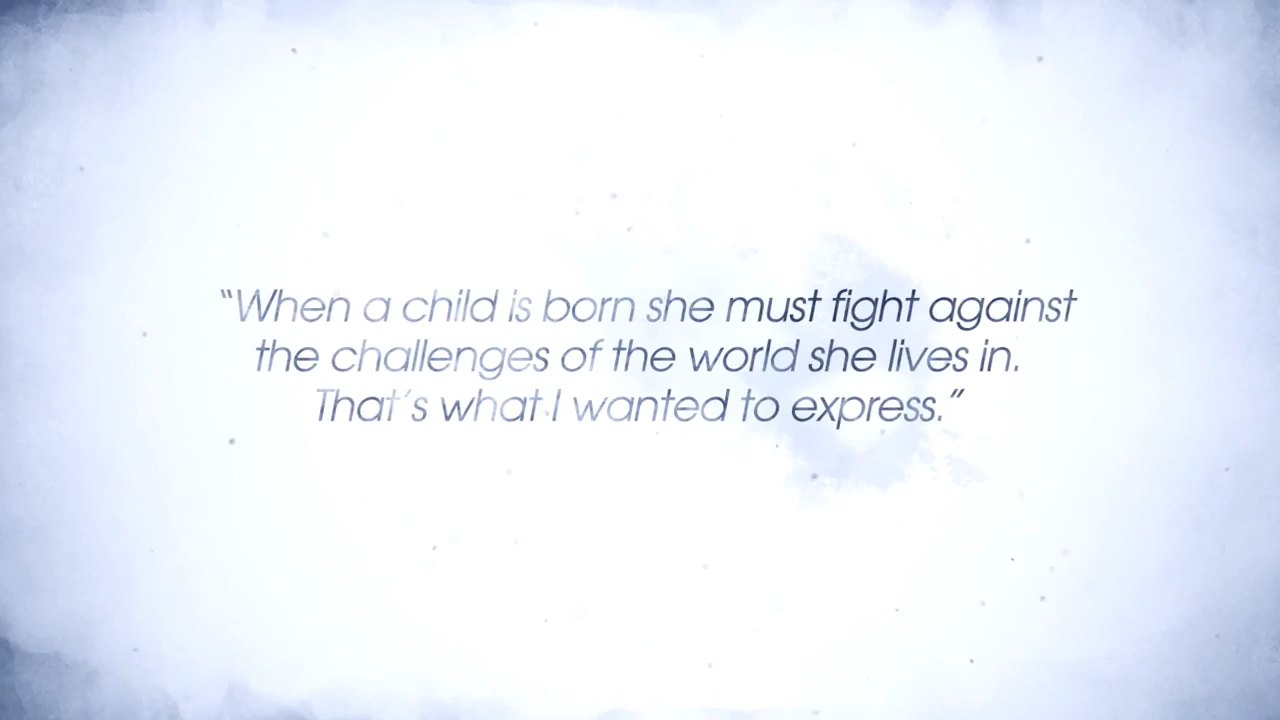 “When a child is born she must fight against
the challenges of the world she lives in.
That's what I wanted to express.”